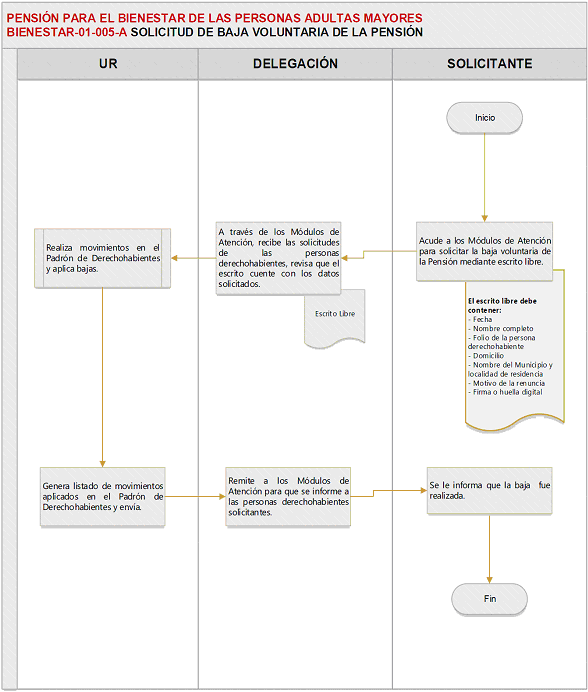 PENSIÓN PARA EL BIENESTAR DE LAS PERSONAS ADULTAS MAYORES
BIENESTAR-01-005-A SOLICITUD DE BAJA VOLUNTARIA DE LA PENSIÓN
UR
DELEGACIÓN
SOLICITANTE
Inicio
Acude a los Módulos de Atención
para solicitar la baja voluntaria de
la Pensión mediante escrito libre.
El escrito libre debe
contener:
- Fecha
- Nombre completo
- Folio de la persona
derechohabiente
- Domicilio
- Nombre del Municipio y
localidad de residencia
- Motivo de la renuncia
- Firma o huella digital
A través de los Módulos de
Atención, recibe las solicitudes
de las personas
derechohabientes, revisa que el
escrito cuente con los datos
solicitados.
Escrito Libre
Realiza movimientos en el
Padrón de Derechohabientes
y aplica bajas.
Genera listado de movimientos
aplicados en el Padrón de
Derechohabientes y envía.
Remite a los Módulos de
Atención para que se informe a
las personas derechohabientes
solicitantes.
Se le informa que la baja fue
realizada.
Fin